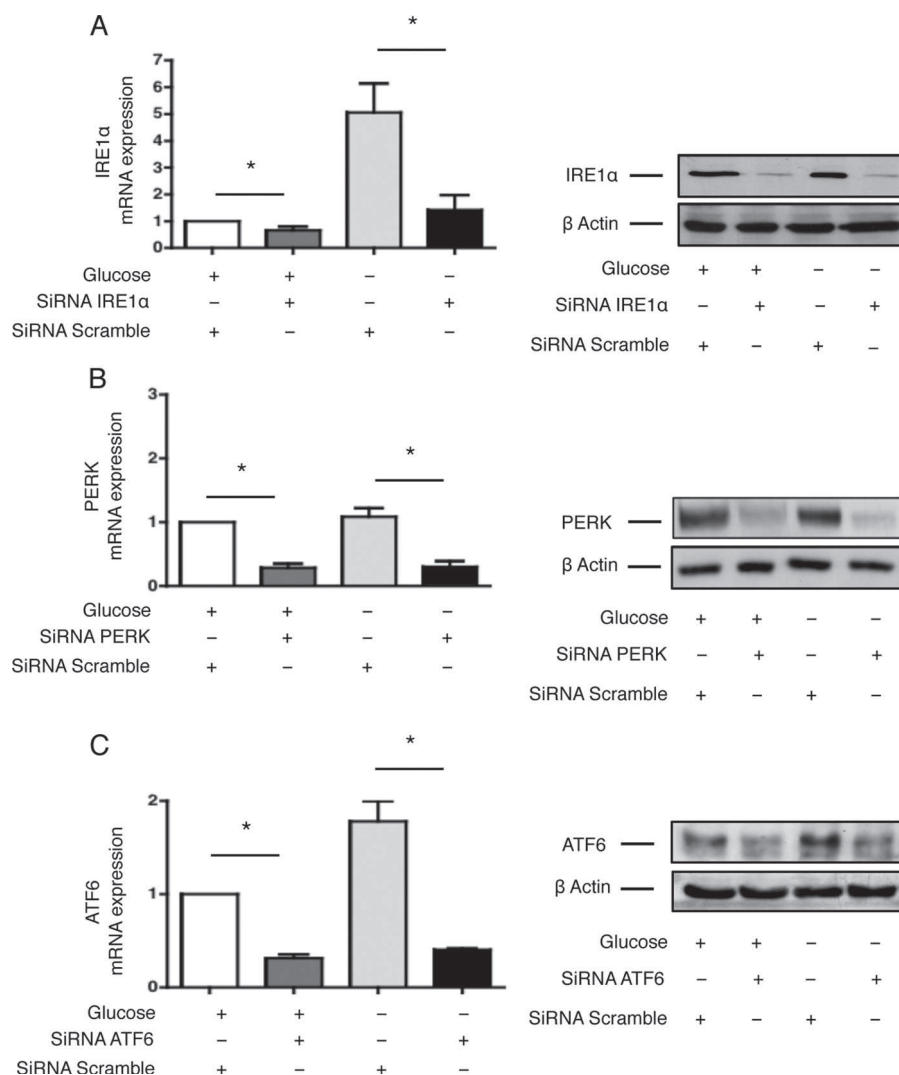 A
IRE1α
mRNA expression
7
6
5
4
3
2
1
0
*
*
Glucose + + – –
SiRNA IRE1α – + – +
SiRNA Scramble + – + –
IRE1α
β Actin
Glucose + + – –
SiRNA IRE1α – + – +
SiRNA Scramble + – + –
B
PERK
mRNA expression
3
2
1
0
*
*
Glucose + + – –
SiRNA PERK – + – +
SiRNA Scramble + – + –
PERK
β Actin
Glucose + + – –
SiRNA PERK – + – +
SiRNA Scramble + – + –
C
ATF6
mRNA expression
2
1
0
*
*
Glucose + + – –
SiRNA ATF6 – + – +
SiRNA Scramble + – + –
ATF6
β Actin
Glucose + + – –
SiRNA ATF6 – + – +
SiRNA Scramble + – + –